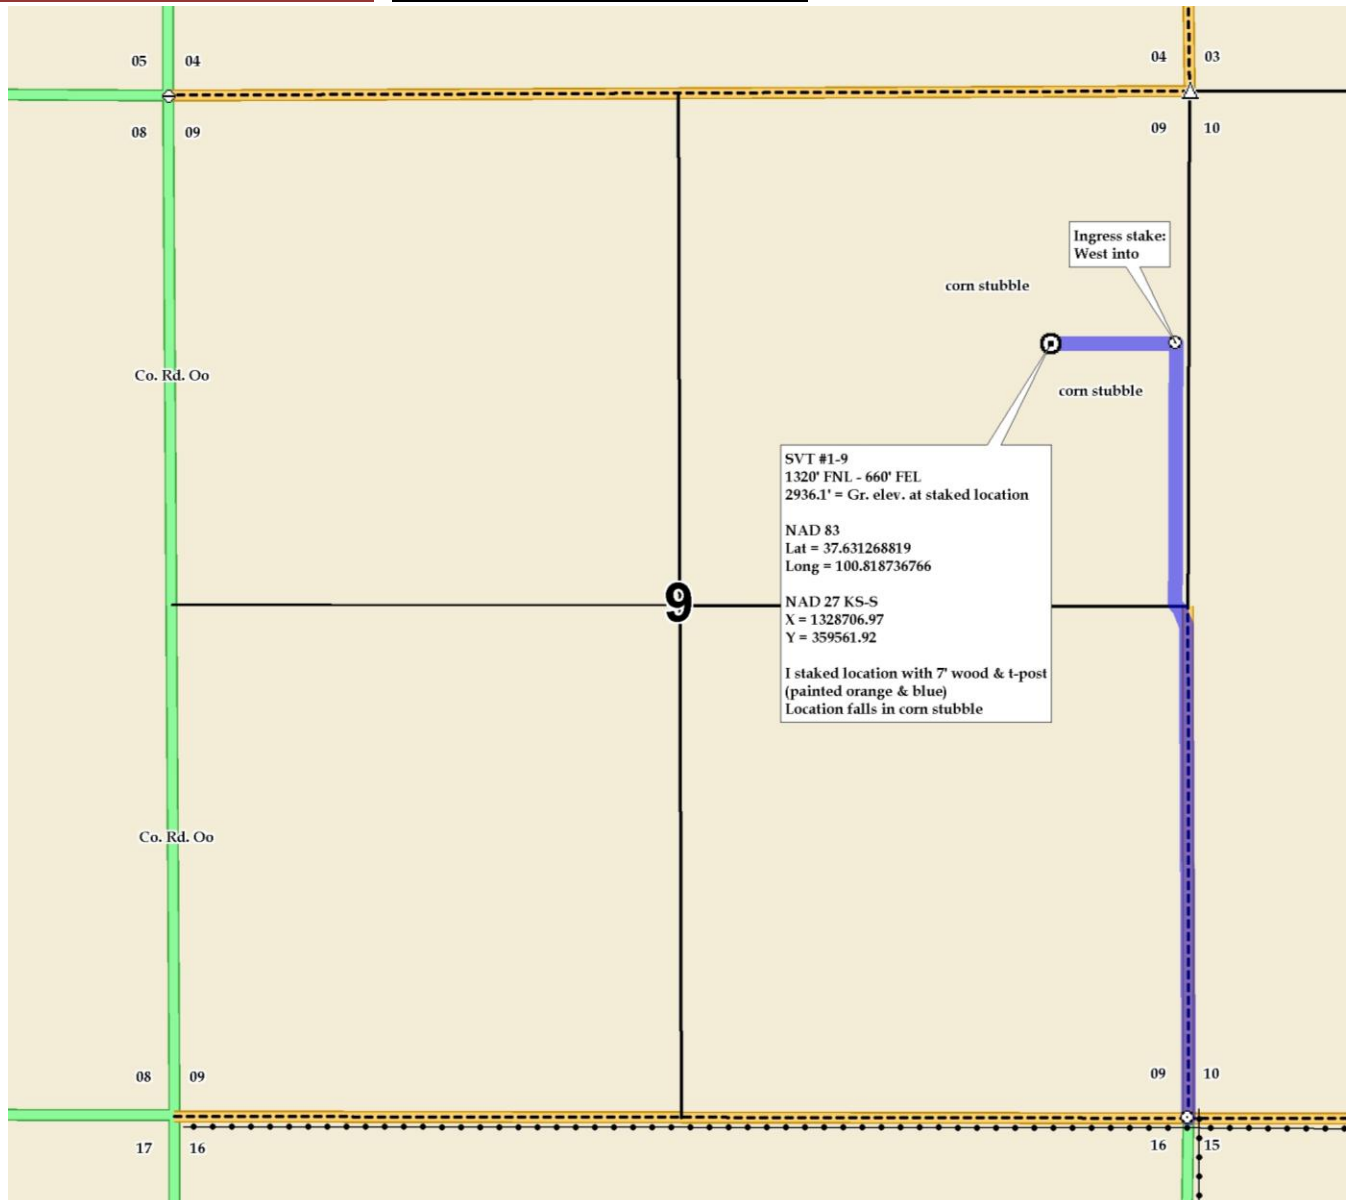 05 04
04 03
08 09
09 10
Ingress stake:
West into
corn stubble
Co. Rd. Oo
corn stubble
SVT #1-9
1320' FNL - 660' FEL
2936.1' = Gr. elev. at staked location
NAD 83
Lat = 37.631268819
Long = 100.818736766
NAD 27 KS-S
X = 1328706.97
Y = 359561.92
I staked location with 7' wood & t-post
(painted orange & blue)
Location falls in corn stubble
9
Co. Rd. Oo
08 09
09 10
17 16
16 15